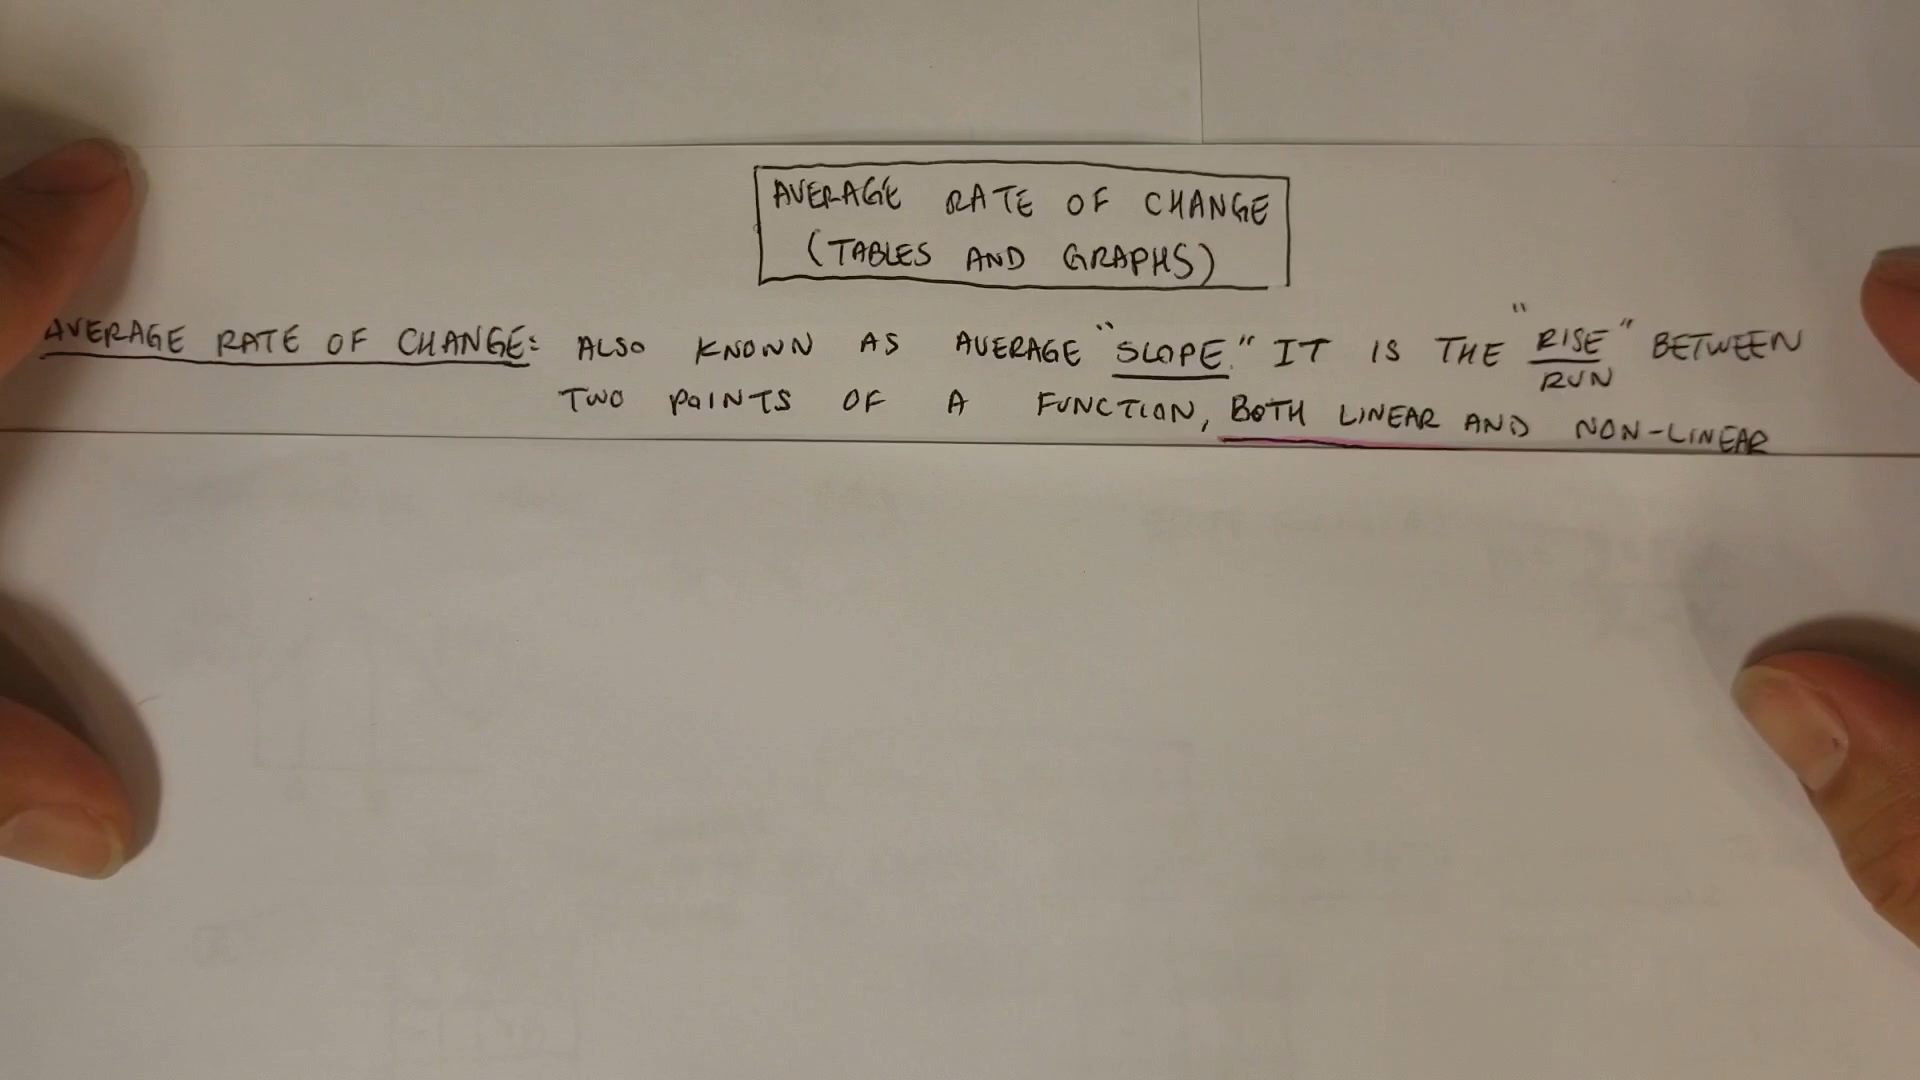 AVERAGE RATE OF CHANGE
(TABLES AND GRAPHS)
AVERAGE RATE OF CHANGE: ALSO KNOWN AS AVERAGE "SLOPE." IT IS THE "RISE/RUN" BETWEEN
TWO POINTS OF A FUNCTION, BOTH LINEAR AND NON-LINEAR